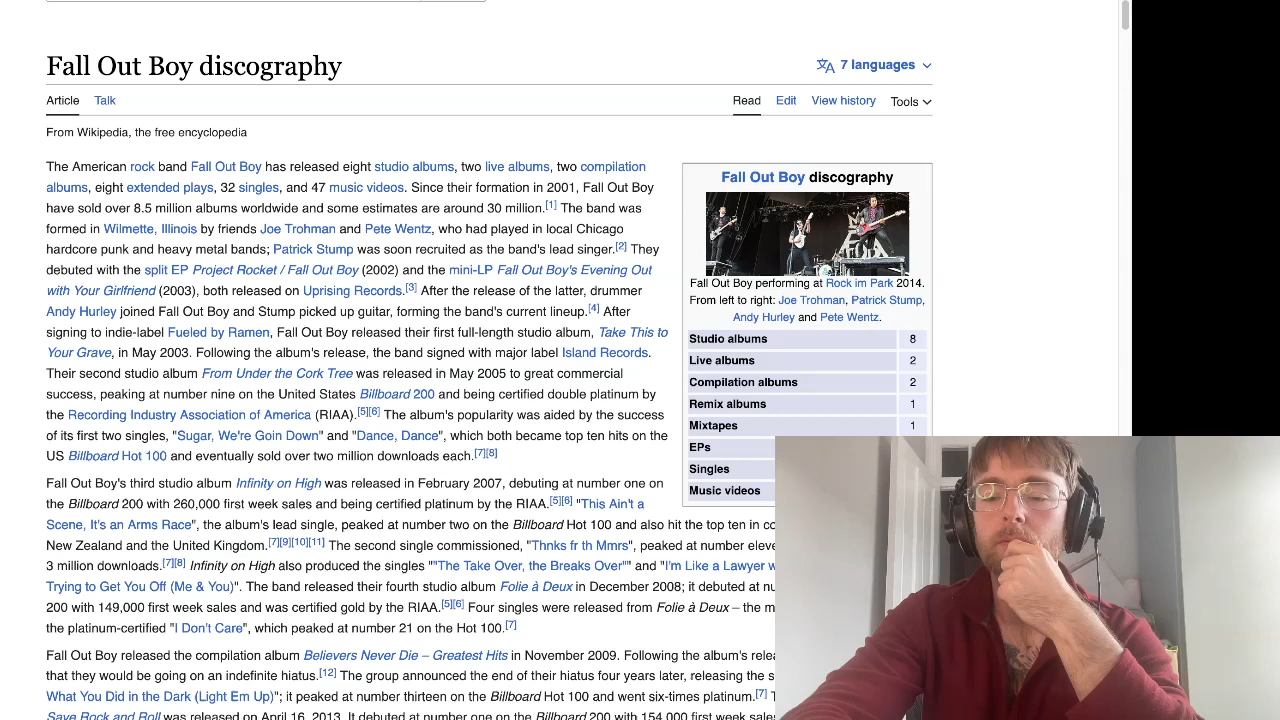 Fall Out Boy discography
7 languages
Article Talk
Read Edit View history Tools
From Wikipedia, the free encyclopedia
The American rock band Fall Out Boy has released eight studio albums, two live albums, two compilation
albums, eight extended plays, 32 singles, and 47 music videos. Since their formation in 2001, Fall Out Boy
have sold over 8.5 million albums worldwide and some estimates are around 30 million.[1] The band was
formed in Wilmette, Illinois by friends Joe Trohman and Pete Wentz, who had played in local Chicago
hardcore punk and heavy metal bands; Patrick Stump was soon recruited as the band's lead singer.[2] They
debuted with the split EP Project Rocket / Fall Out Boy (2002) and the mini-LP Fall Out Boy's Evening Out
with Your Girlfriend (2003), both released on Uprising Records.[3] After the release of the latter, drummer
Andy Hurley joined Fall Out Boy and Stump picked up guitar, forming the band's current lineup.[4] After
signing to indie-label Fueled by Ramen, Fall Out Boy released their first full-length studio album, Take This to
Your Grave, in May 2003. Following the album's release, the band signed with major label Island Records.
Their second studio album From Under the Cork Tree was released in May 2005 to great commercial
success, peaking at number nine on the United States Billboard 200 and being certified double platinum by
the Recording Industry Association of America (RIAA).[5][6] The album's popularity was aided by the success
of its first two singles, "Sugar, We're Goin Down" and "Dance, Dance", which both became top ten hits on the
US Billboard Hot 100 and eventually sold over two million downloads each.[7][8]
Fall Out Boy discography
Fall Out Boy performing at Rock im Park 2014.
From left to right: Joe Trohman, Patrick Stump,
Andy Hurley and Pete Wentz.
Studio albums 8
Live albums 2
Compilation albums 2
Remix albums 1
Mixtapes 1
EPs
Singles
Music videos
Fall Out Boy's third studio album Infinity on High was released in February 2007, debuting at number one on
the Billboard 200 with 260,000 first week sales and being certified platinum by the RIAA.[5][6] "This Ain't a
Scene, It's an Arms Race", the album's lead single, peaked at number two on the Billboard Hot 100 and also hit the top ten in
New Zealand and the United Kingdom.[7][9][10][11] The second single commissioned, "Thnks fr th Mmrs", peaked at number
3 million downloads.[7][8] Infinity on High also produced the singles ""The Take Over, the Breaks Over"" and "I'm Like a Lawyer
Trying to Get You Off (Me & You)". The band released their fourth studio album Folie à Deux in December 2008; it debuted at
200 with 149,000 first week sales and was certified gold by the RIAA.[5][6] Four singles were released from Folie à Deux – the
the platinum-certified "I Don't Care", which peaked at number 21 on the Hot 100.[7]
Fall Out Boy released the compilation album Believers Never Die – Greatest Hits in November 2009. Following the album's
that they would be going on an indefinite hiatus.[12] The group announced the end of their hiatus four years later, releasing the
What You Did in the Dark (Light Em Up)"; it peaked at number thirteen on the Billboard Hot 100 and went six-times platinum.[7]
Save Rock and Roll was released on April 16, 2013. It debuted at number one on the Billboard 200 with 154,000 first week